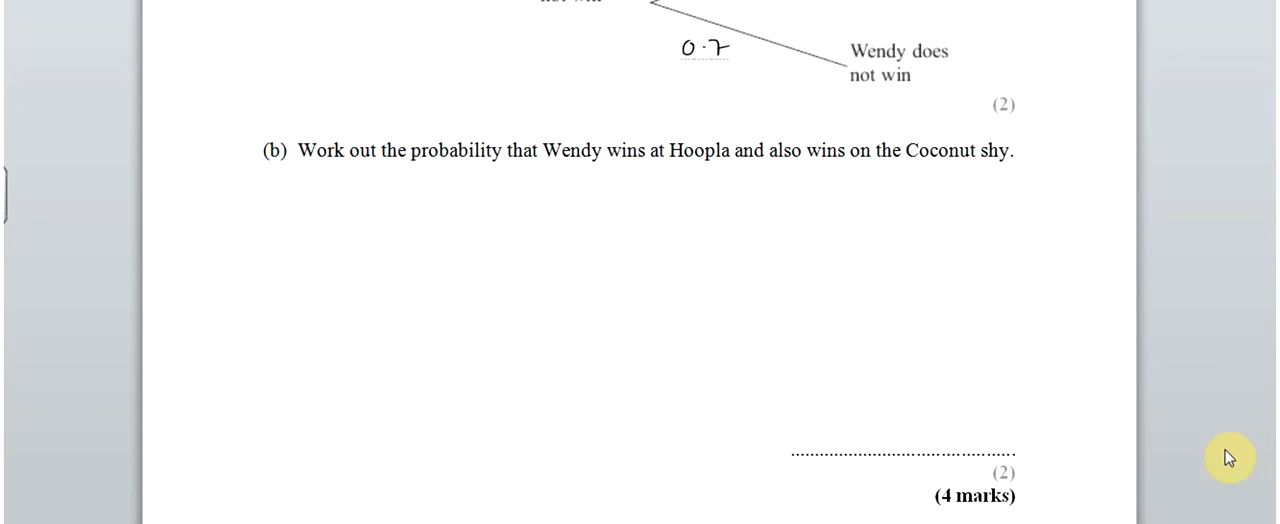 0.7
Wendy does
not win
(2)
(b) Work out the probability that Wendy wins at Hoopla and also wins on the Coconut shy.
(2)
(4 marks)